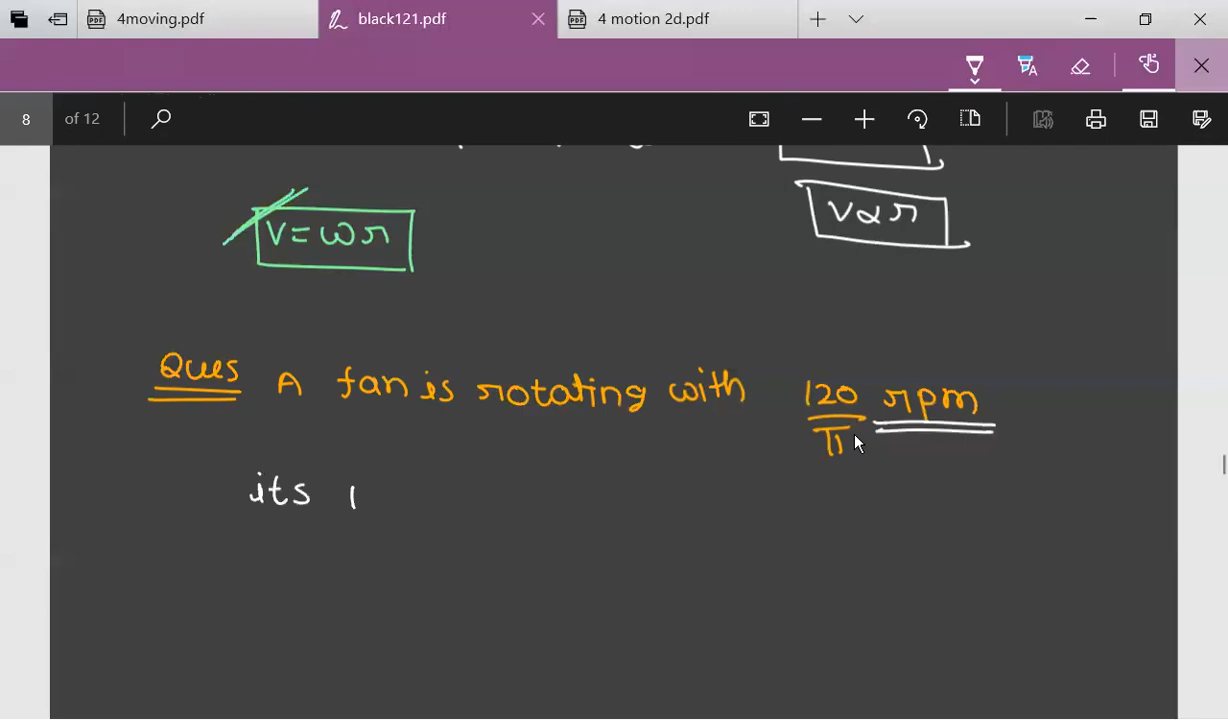 4moving.pdf
black121.pdf
4 motion 2d.pdf
8 of 12
v = ωr
v α r
Ques A fan is rotating with 120/π rpm
its